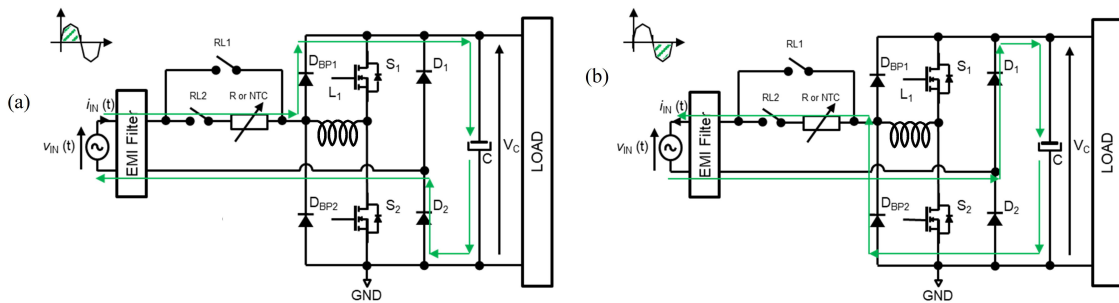 (a)
RL1
RL2
R or NTC
D_BP1
L_1
S_1
D_1
i_IN (t)
v_IN (t)
EMI Filter
C
V_C
LOAD
D_BP2
S_2
D_2
GND
(b)
RL1
RL2
R or NTC
D_BP1
L_1
S_1
D_1
i_IN (t)
v_IN (t)
EMI Filter
C
V_C
LOAD
D_BP2
S_2
D_2
GND